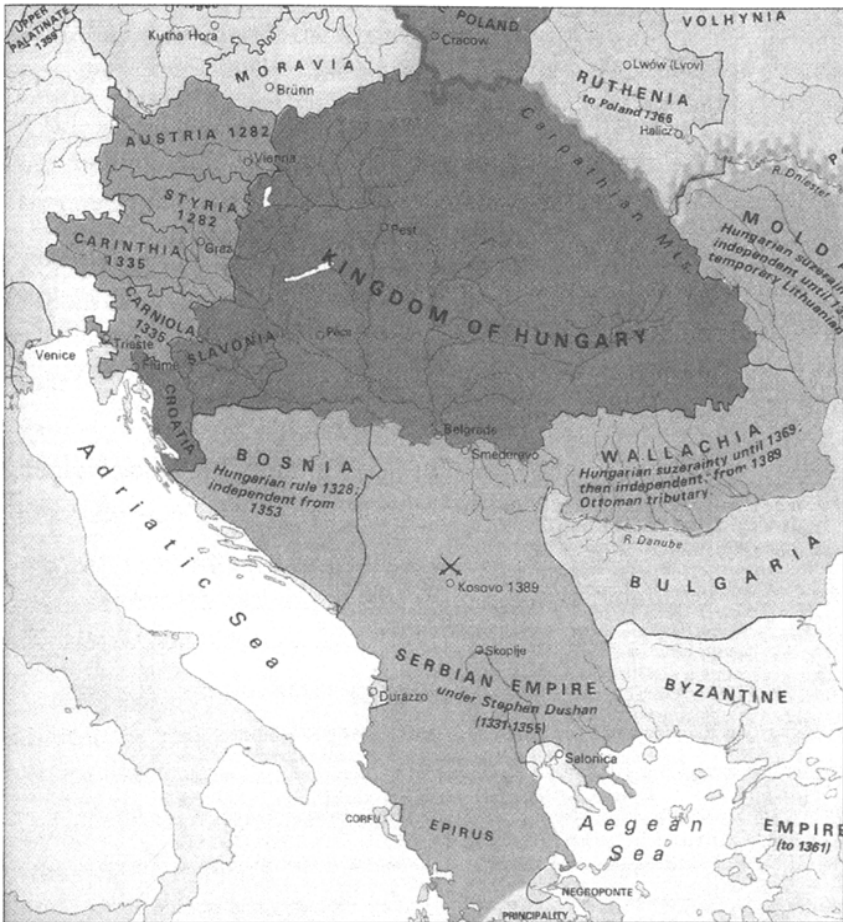 UPPER
PALATINATE
Kutna Hora
MORAVIA
Brünn
POLAND
Cracow
VOLHYNIA
Lwów (Lvov)
RUTHENIA
to Poland 1366
Halicz
R. Dniester
Carpathian Mts.
AUSTRIA 1282
Vienna
STYRIA
1282
Graz
CARINTHIA
1335
CARNIOLA
1335
Venice
Trieste
Fiume
SLAVONIA
CROATIA
Pest
Pécs
KINGDOM OF HUNGARY
MOLD
Hungarian suzerain
independent until
temporary Lithuanian
Belgrade
Smederevo
BOSNIA
Hungarian rule 1328;
independent from
1353
WALLACHIA
Hungarian suzerainty until 1369;
then independent; from 1389
Ottoman tributary.
R. Danube
BULGARIA
Adriatic Sea
Kosovo 1389
Skoplje
SERBIAN EMPIRE
under Stephen Dushan
(1331-1355)
Durazzo
Salonica
BYZANTINE
EMPIRE
(to 1361)
CORFU
EPIRUS
Aegean
Sea
NEGROPONTE
PRINCIPALITY